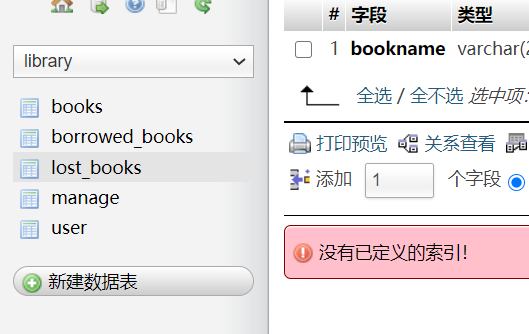 library
books
borrowed_books
lost_books
manage
user
新建数据表
# 字段 类型
1 bookname varchar(2
全选 / 全不选 选中项:
打印预览 关系查看
添加 1 个字段
没有已定义的索引!